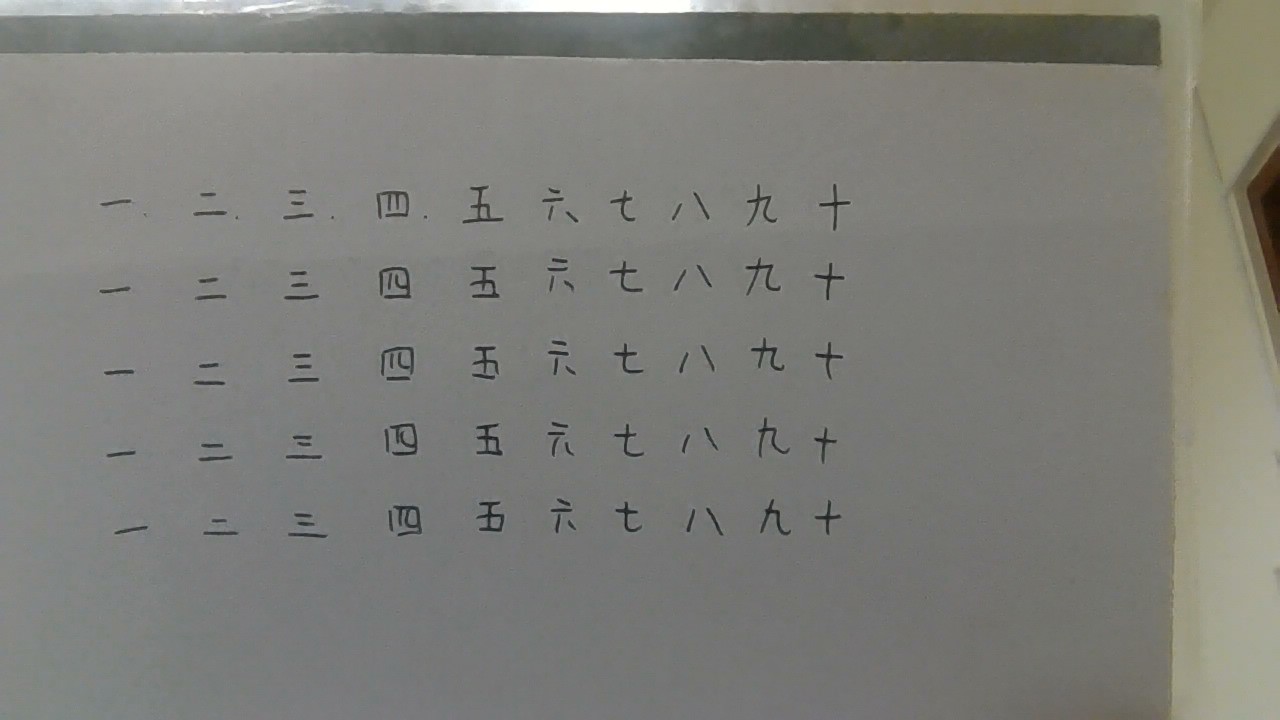 一. 二. 三. 四. 五 六 七 八 九 十
一 二 三 四 五 六 七 八 九 十
一 二 三 四 五 六 七 八 九 十
一 二 三 四 五 六 七 八 九 十
一 二 三 四 五 六 七 八 九 十